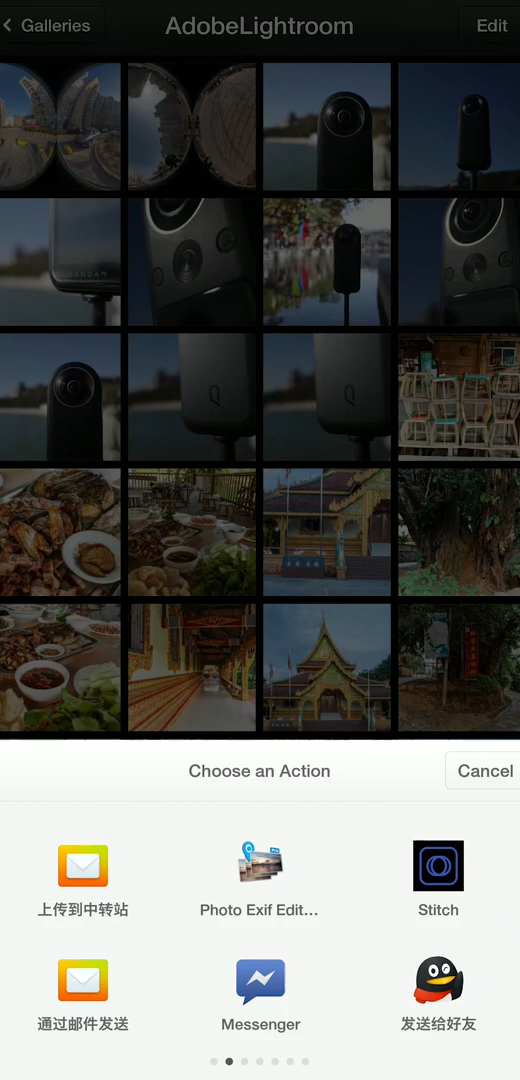 Galleries
AdobeLightroom
Edit
Q
Q
Choose an Action
Cancel
上传到中转站
Photo Exif Edit...
Stitch
通过邮件发送
Messenger
发送给好友